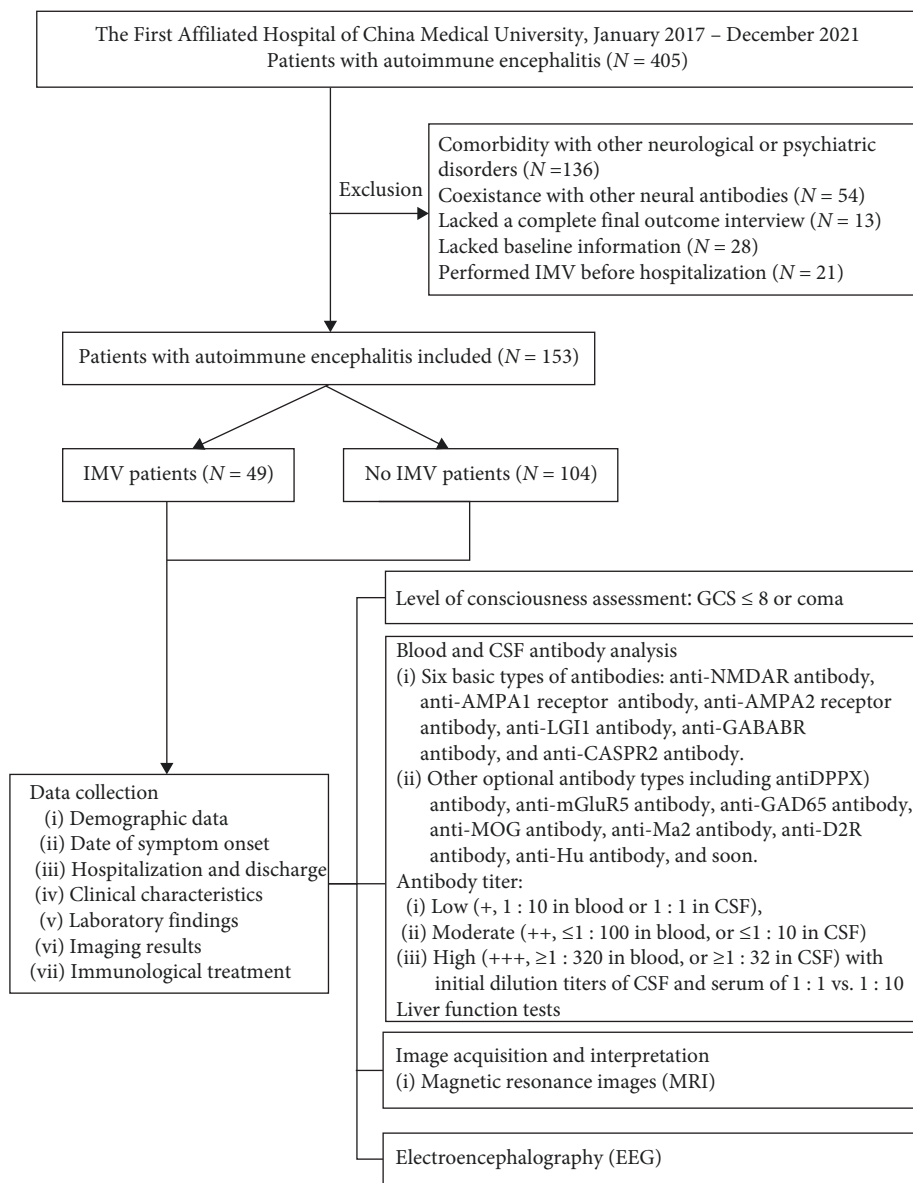 The First Affiliated Hospital of China Medical University, January 2017 – December 2021
Patients with autoimmune encephalitis (N = 405)
Exclusion
Comorbidity with other neurological or psychiatric
disorders (N =136)
Coexistance with other neural antibodies (N = 54)
Lacked a complete final outcome interview (N = 13)
Lacked baseline information (N = 28)
Performed IMV before hospitalization (N = 21)
Patients with autoimmune encephalitis included (N = 153)
IMV patients (N = 49)
No IMV patients (N = 104)
Data collection
(i) Demographic data
(ii) Date of symptom onset
(iii) Hospitalization and discharge
(iv) Clinical characteristics
(v) Laboratory findings
(vi) Imaging results
(vii) Immunological treatment
Level of consciousness assessment: GCS ≤ 8 or coma
Blood and CSF antibody analysis
(i) Six basic types of antibodies: anti-NMDAR antibody,
anti-AMPA1 receptor antibody, anti-AMPA2 receptor
antibody, anti-LGI1 antibody, anti-GABABR
antibody, and anti-CASPR2 antibody.
(ii) Other optional antibody types including antiDPPX)
antibody, anti-mGluR5 antibody, anti-GAD65 antibody,
anti-MOG antibody, anti-Ma2 antibody, anti-D2R
antibody, anti-Hu antibody, and soon.
Antibody titer:
(i) Low (+, 1 : 10 in blood or 1 : 1 in CSF),
(ii) Moderate (++, ≤1 : 100 in blood, or ≤1 : 10 in CSF)
(iii) High (+++, ≥1 : 320 in blood, or ≥1 : 32 in CSF) with
initial dilution titers of CSF and serum of 1 : 1 vs. 1 : 10
Liver function tests
Image acquisition and interpretation
(i) Magnetic resonance images (MRI)
Electroencephalography (EEG)